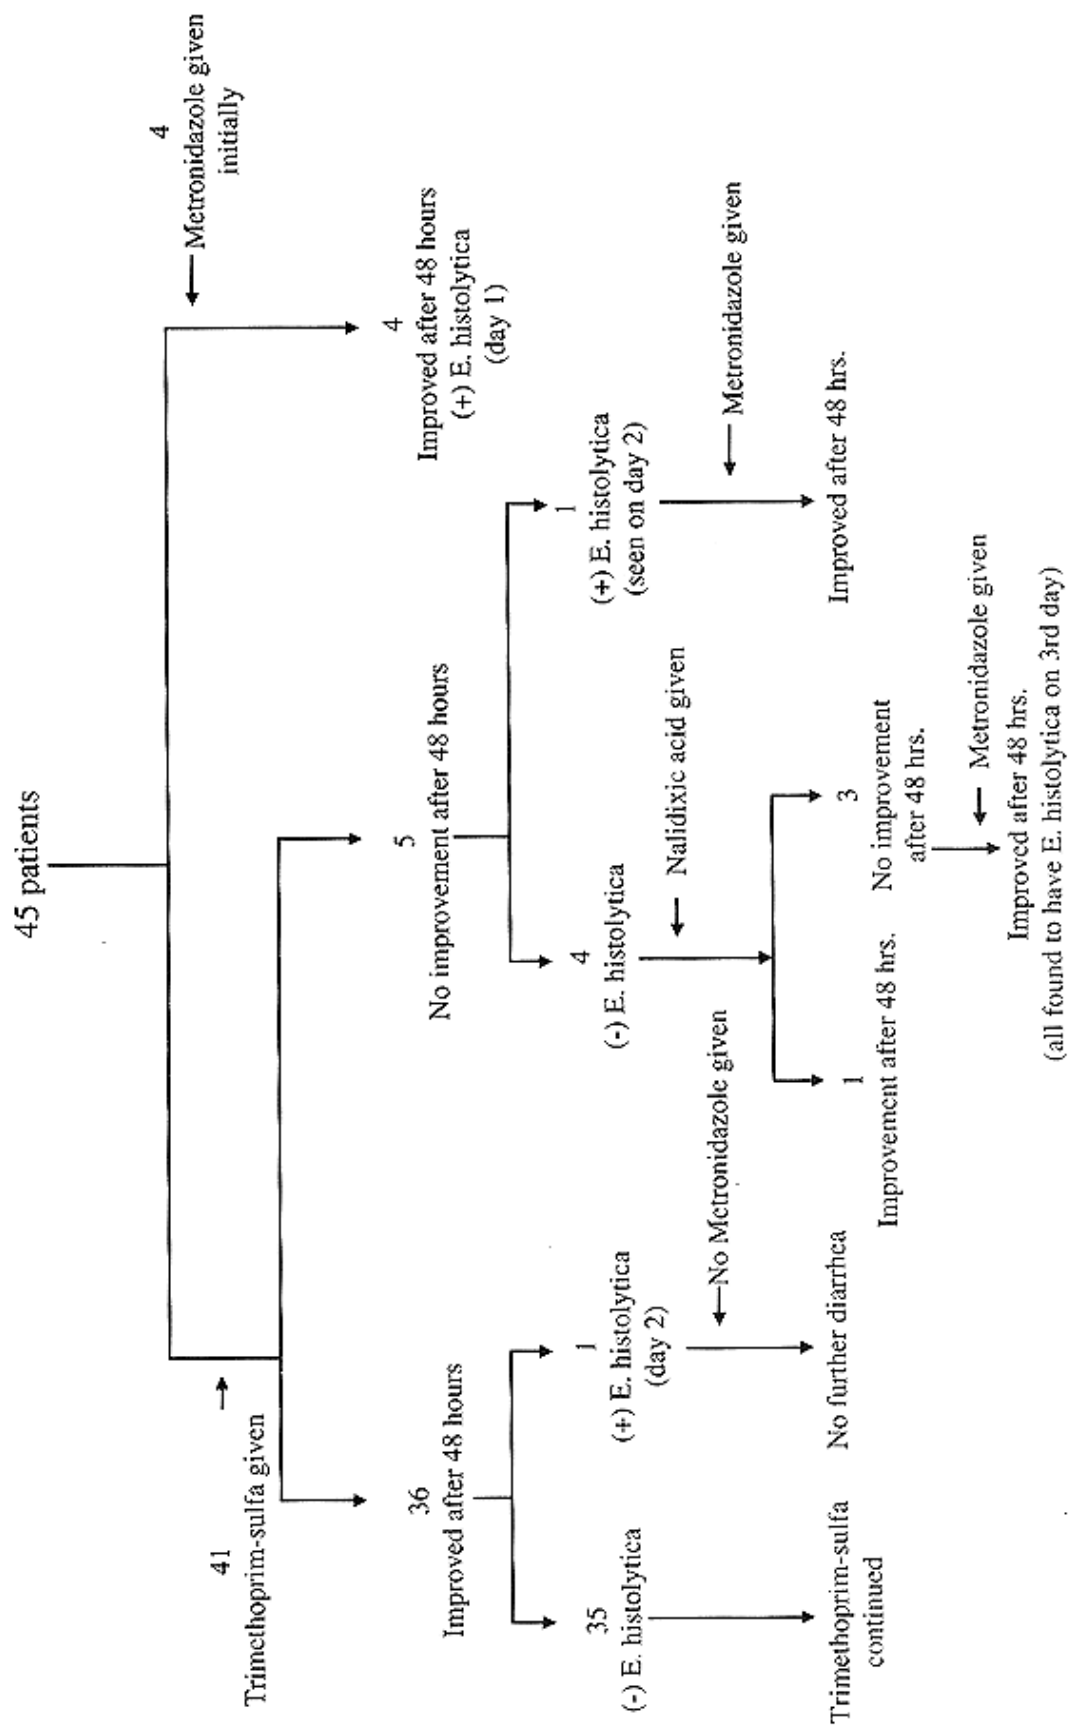 45 patients
41
Trimethoprim-sulfa given
4
Metronidazole given
initially
36
Improved after 48 hours
5
No improvement after 48 hours
4
Improved after 48 hours
(+) E. histolytica
(day 1)
35
(-) E. histolytica
1
(+) E. histolytica
(day 2)
4
(-) E. histolytica
1
(+) E. histolytica
(seen on day 2)
No Metronidazole given
Nalidixic acid given
Metronidazole given
Trimethoprim-sulfa
continued
No further diarrhea
1
Improvement after 48 hrs.
3
No improvement
after 48 hrs.
Improved after 48 hrs.
Metronidazole given
Improved after 48 hrs.
(all found to have E. histolytica on 3rd day)